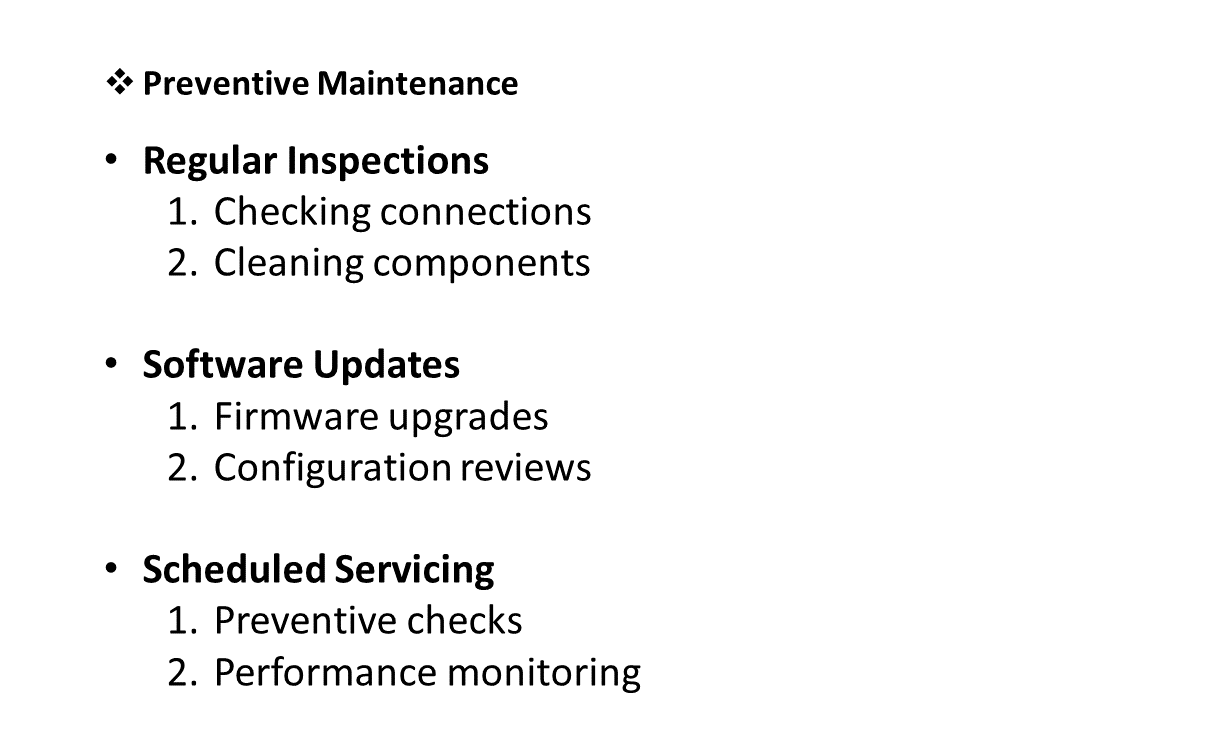 ❖ Preventive Maintenance
• Regular Inspections
1. Checking connections
2. Cleaning components
• Software Updates
1. Firmware upgrades
2. Configuration reviews
• Scheduled Servicing
1. Preventive checks
2. Performance monitoring